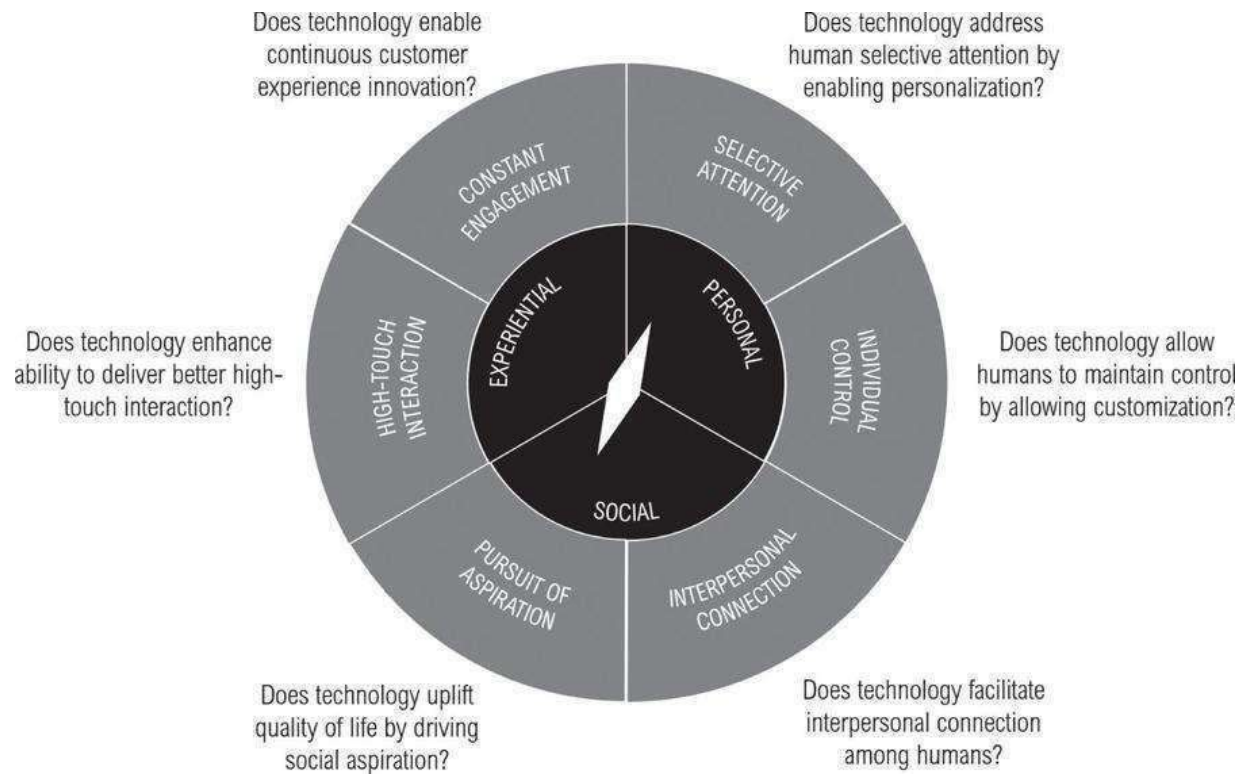 Does technology enable
continuous customer
experience innovation?
Does technology address
human selective attention by
enabling personalization?
CONSTANT
ENGAGEMENT
SELECTIVE
ATTENTION
EXPERIENTIAL
PERSONAL
Does technology enhance
ability to deliver better high-
touch interaction?
HIGH-TOUCH
INTERACTION
INDIVIDUAL
CONTROL
Does technology allow
humans to maintain control
by allowing customization?
SOCIAL
PURSUIT OF
ASPIRATION
INTERPERSONAL
CONNECTION
Does technology uplift
quality of life by driving
social aspiration?
Does technology facilitate
interpersonal connection
among humans?